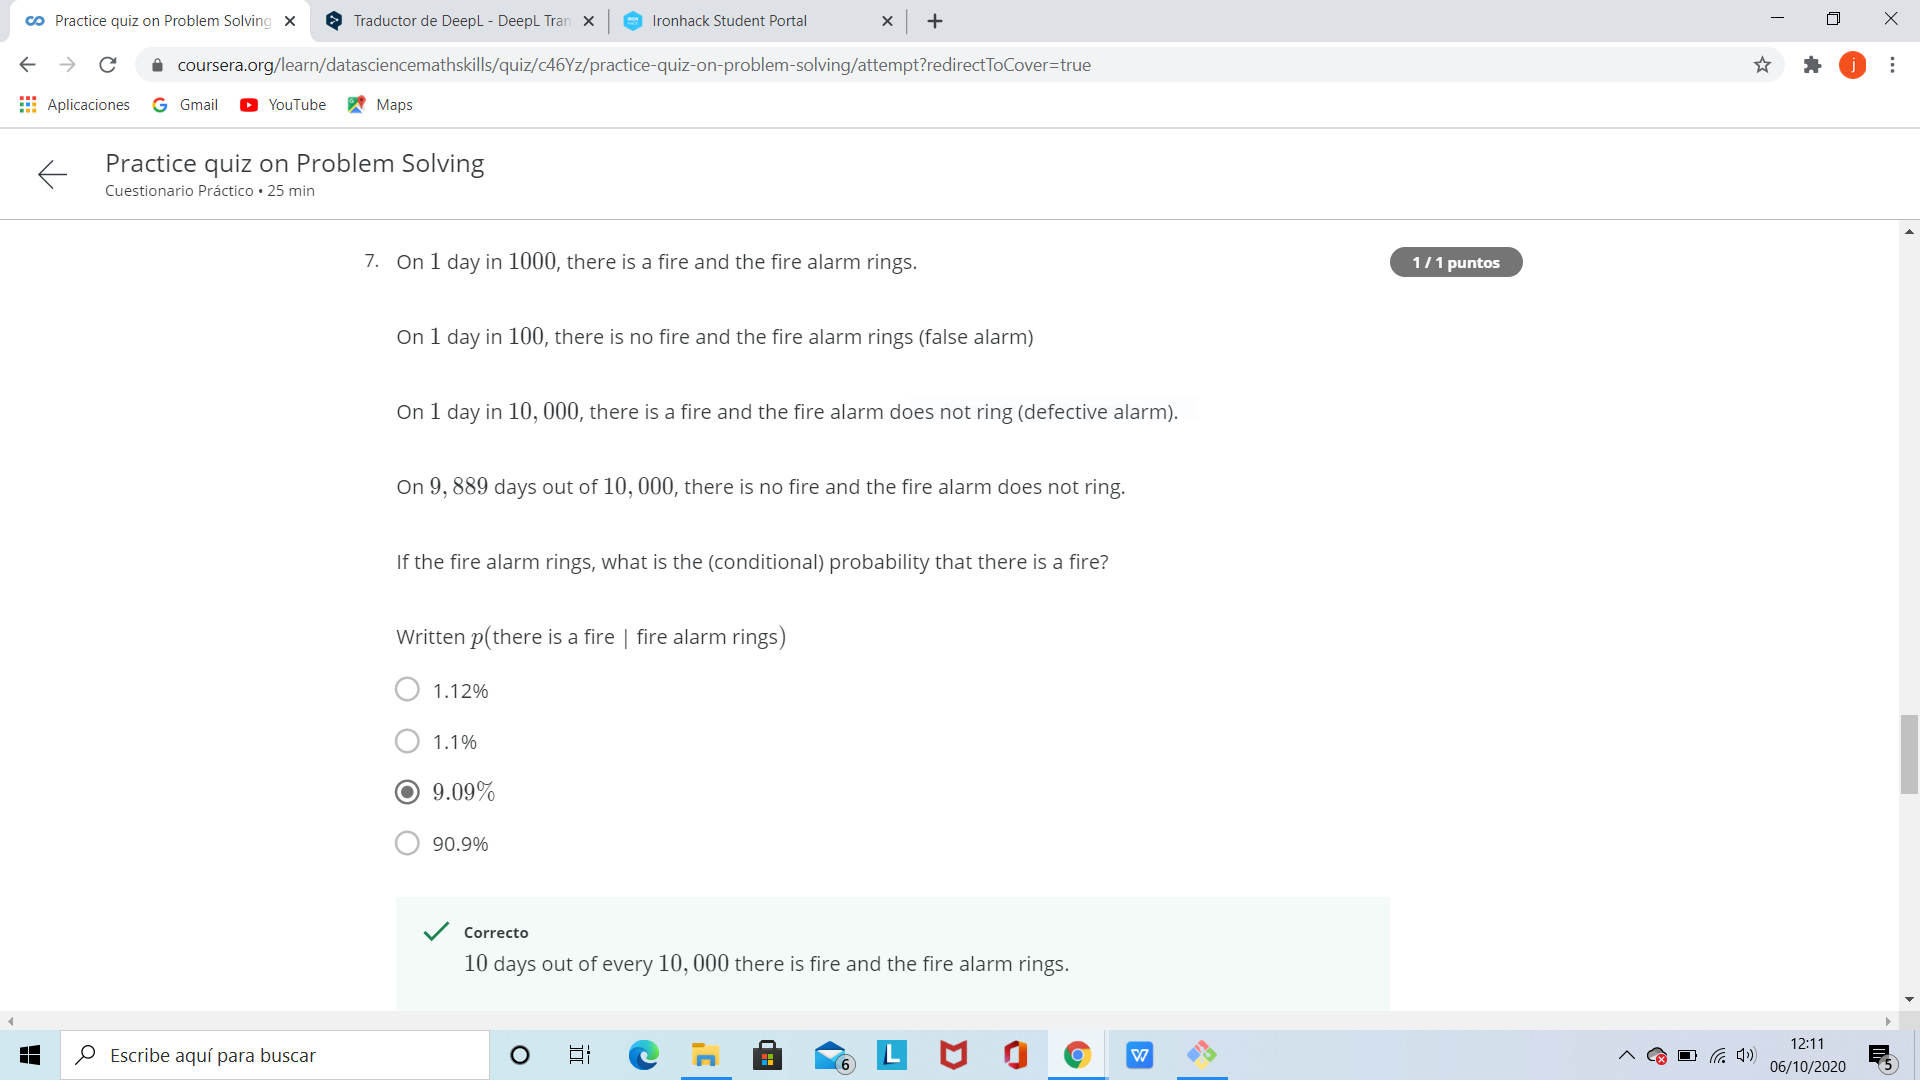 Practice quiz on Problem Solving
Traductor de DeepL - DeepL Tran
Ironhack Student Portal
coursera.org/learn/datasciencemathskills/quiz/c46Yz/practice-quiz-on-problem-solving/attempt?redirectToCover=true
j
Aplicaciones
Gmail
YouTube
Maps
Practice quiz on Problem Solving
Cuestionario Práctico • 25 min
7. On 1 day in 1000, there is a fire and the fire alarm rings.
1 / 1 puntos
On 1 day in 100, there is no fire and the fire alarm rings (false alarm)
On 1 day in 10, 000, there is a fire and the fire alarm does not ring (defective alarm).
On 9, 889 days out of 10, 000, there is no fire and the fire alarm does not ring.
If the fire alarm rings, what is the (conditional) probability that there is a fire?
Written p(there is a fire | fire alarm rings)
1.12%
1.1%
9.09%
90.9%
Correcto
10 days out of every 10, 000 there is fire and the fire alarm rings.
Escribe aquí para buscar
6
L
W
12:11
06/10/2020
5